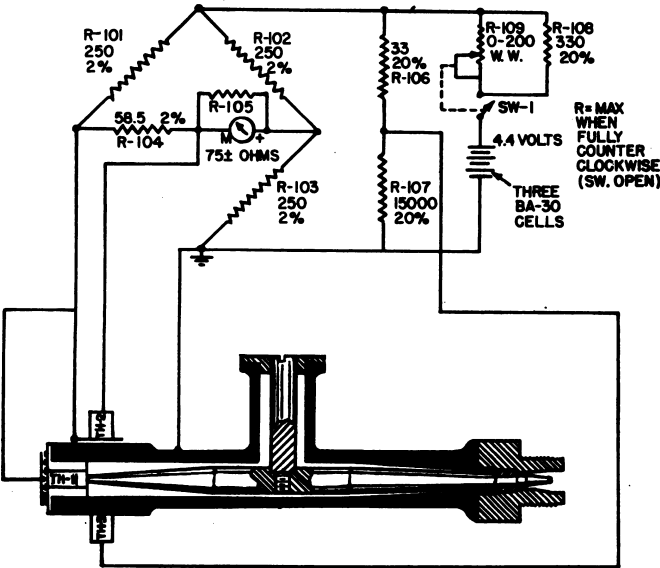 R-101
250
2%
R-102
250
2%
R-105
58.5 2%
R-104
M +
75± OHMS
R-103
250
2%
33
20%
R-106
R-107
15000
20%
R-109
0-200
W. W.
R-108
330
20%
SW-1
4.4 VOLTS
THREE
BA-30
CELLS
R=MAX
WHEN
FULLY
COUNTER
CLOCKWISE
(SW. OPEN)